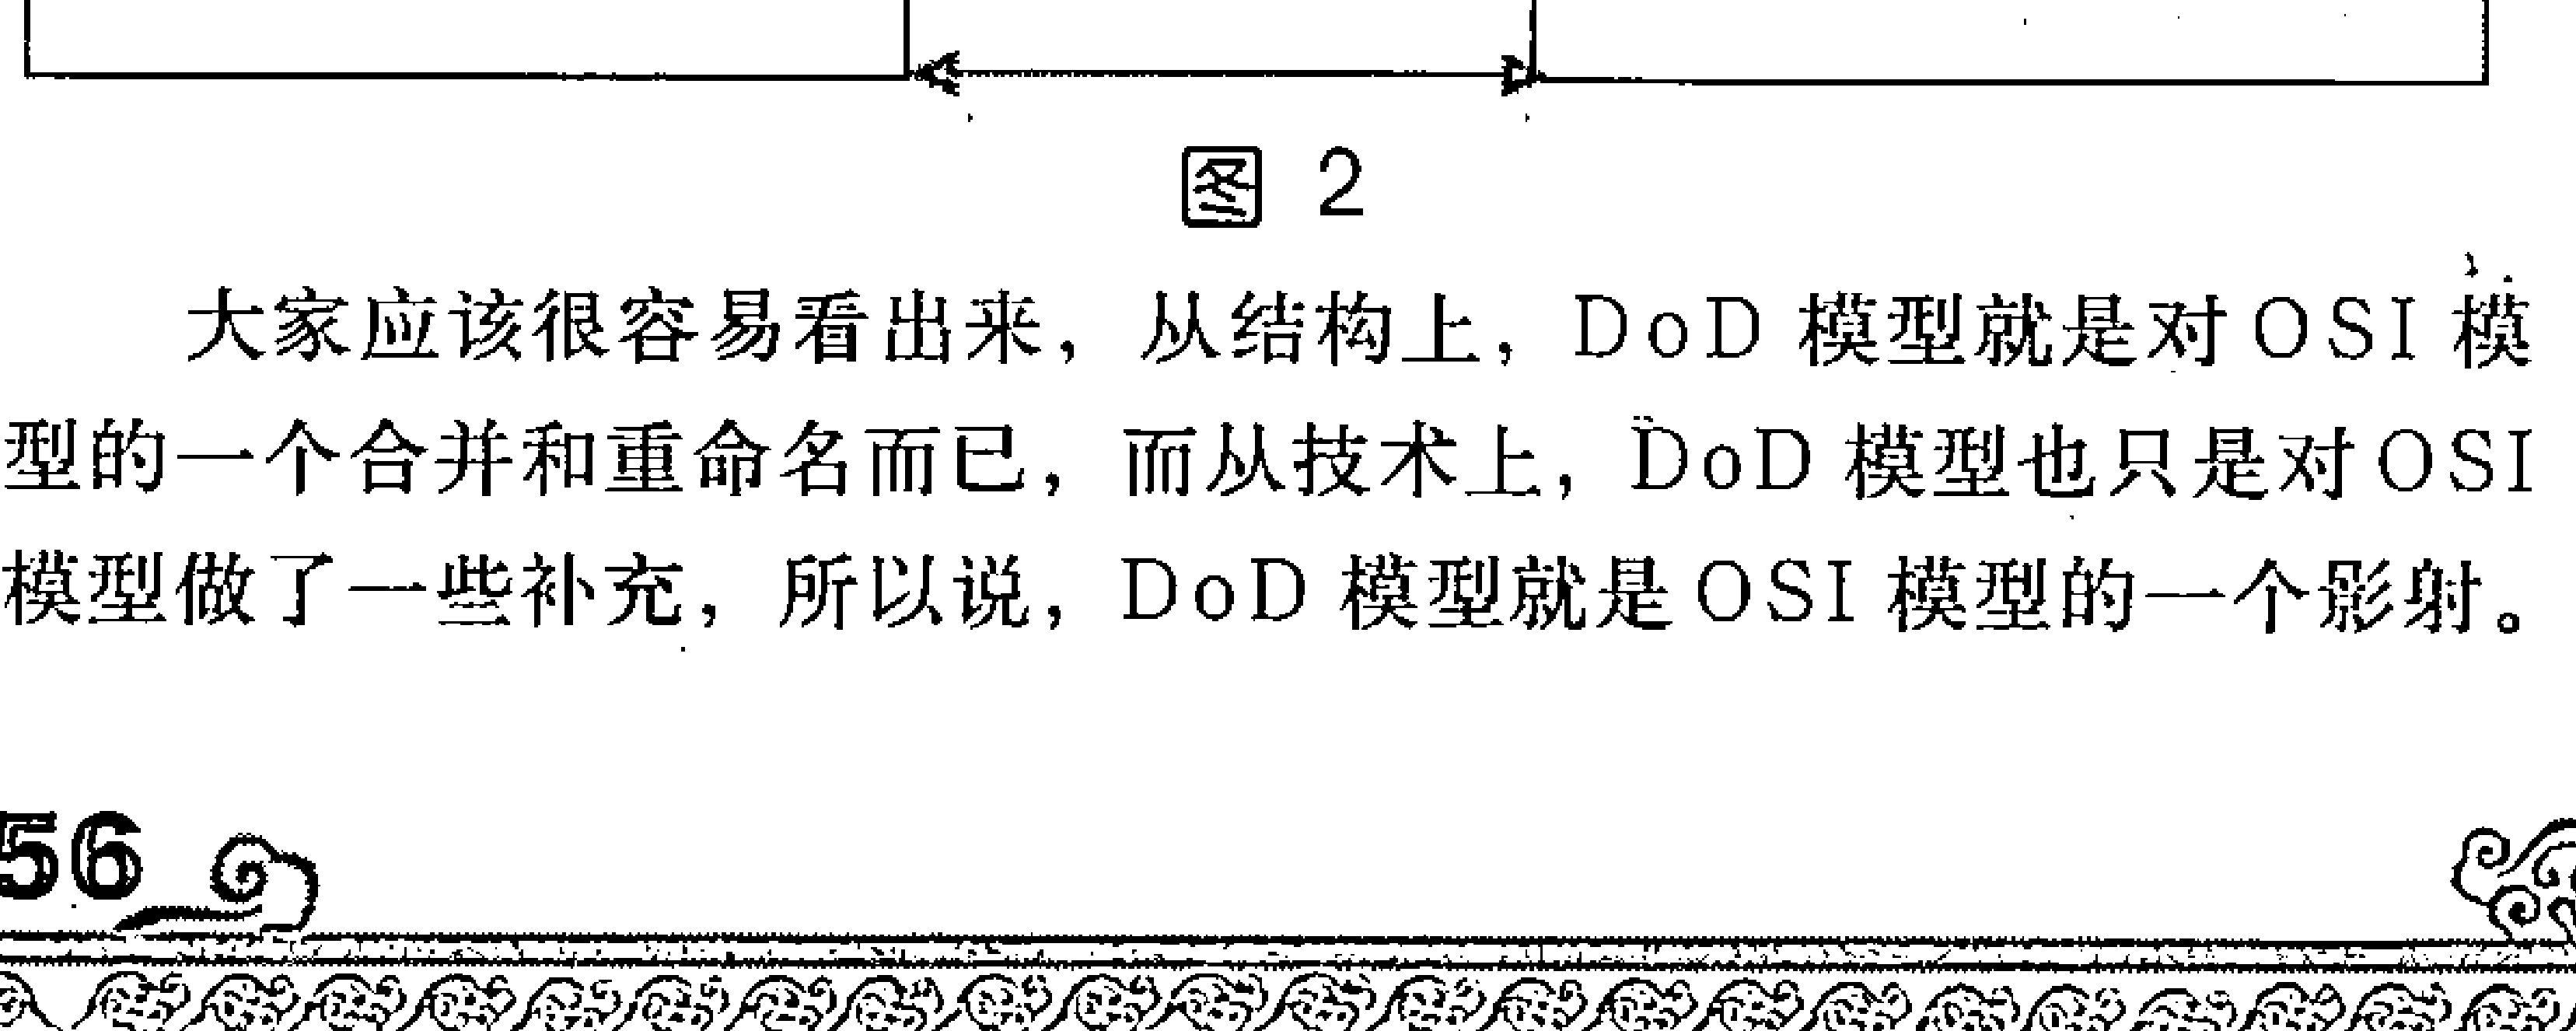 图 2
大家应该很容易看出来，从结构上，DoD 模型就是对 OSI 模
型的一个合并和重命名而已，而从技术上，DoD 模型也只是对 OSI
模型做了一些补充，所以说，DoD 模型就是 OSI 模型的一个影射。
56